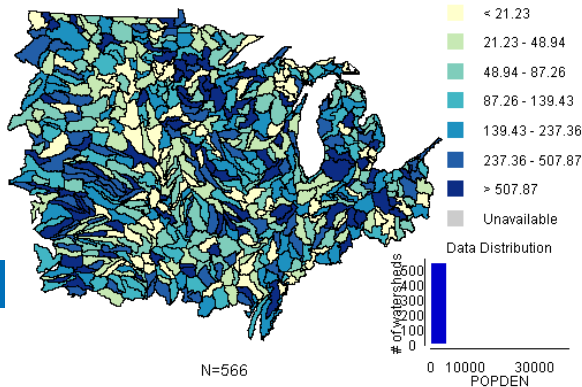 < 21.23
21.23 - 48.94
48.94 - 87.26
87.26 - 139.43
139.43 - 237.36
237.36 - 507.87
> 507.87
Unavailable
Data Distribution
# of watersheds
500
400
300
200
100
0
0 10000 30000
POPDEN
N=566